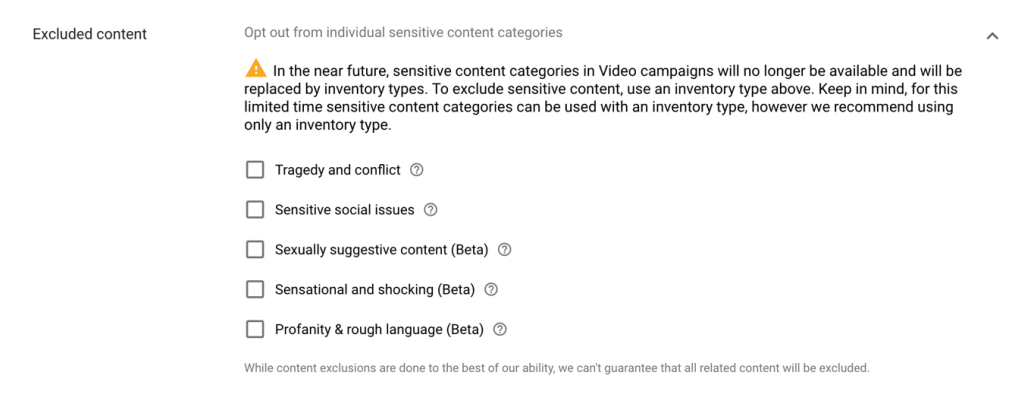 Excluded content
Opt out from individual sensitive content categories
In the near future, sensitive content categories in Video campaigns will no longer be available and will be
replaced by inventory types. To exclude sensitive content, use an inventory type above. Keep in mind, for this
limited time sensitive content categories can be used with an inventory type, however we recommend using
only an inventory type.
Tragedy and conflict
Sensitive social issues
Sexually suggestive content (Beta)
Sensational and shocking (Beta)
Profanity & rough language (Beta)
While content exclusions are done to the best of our ability, we can't guarantee that all related content will be excluded.